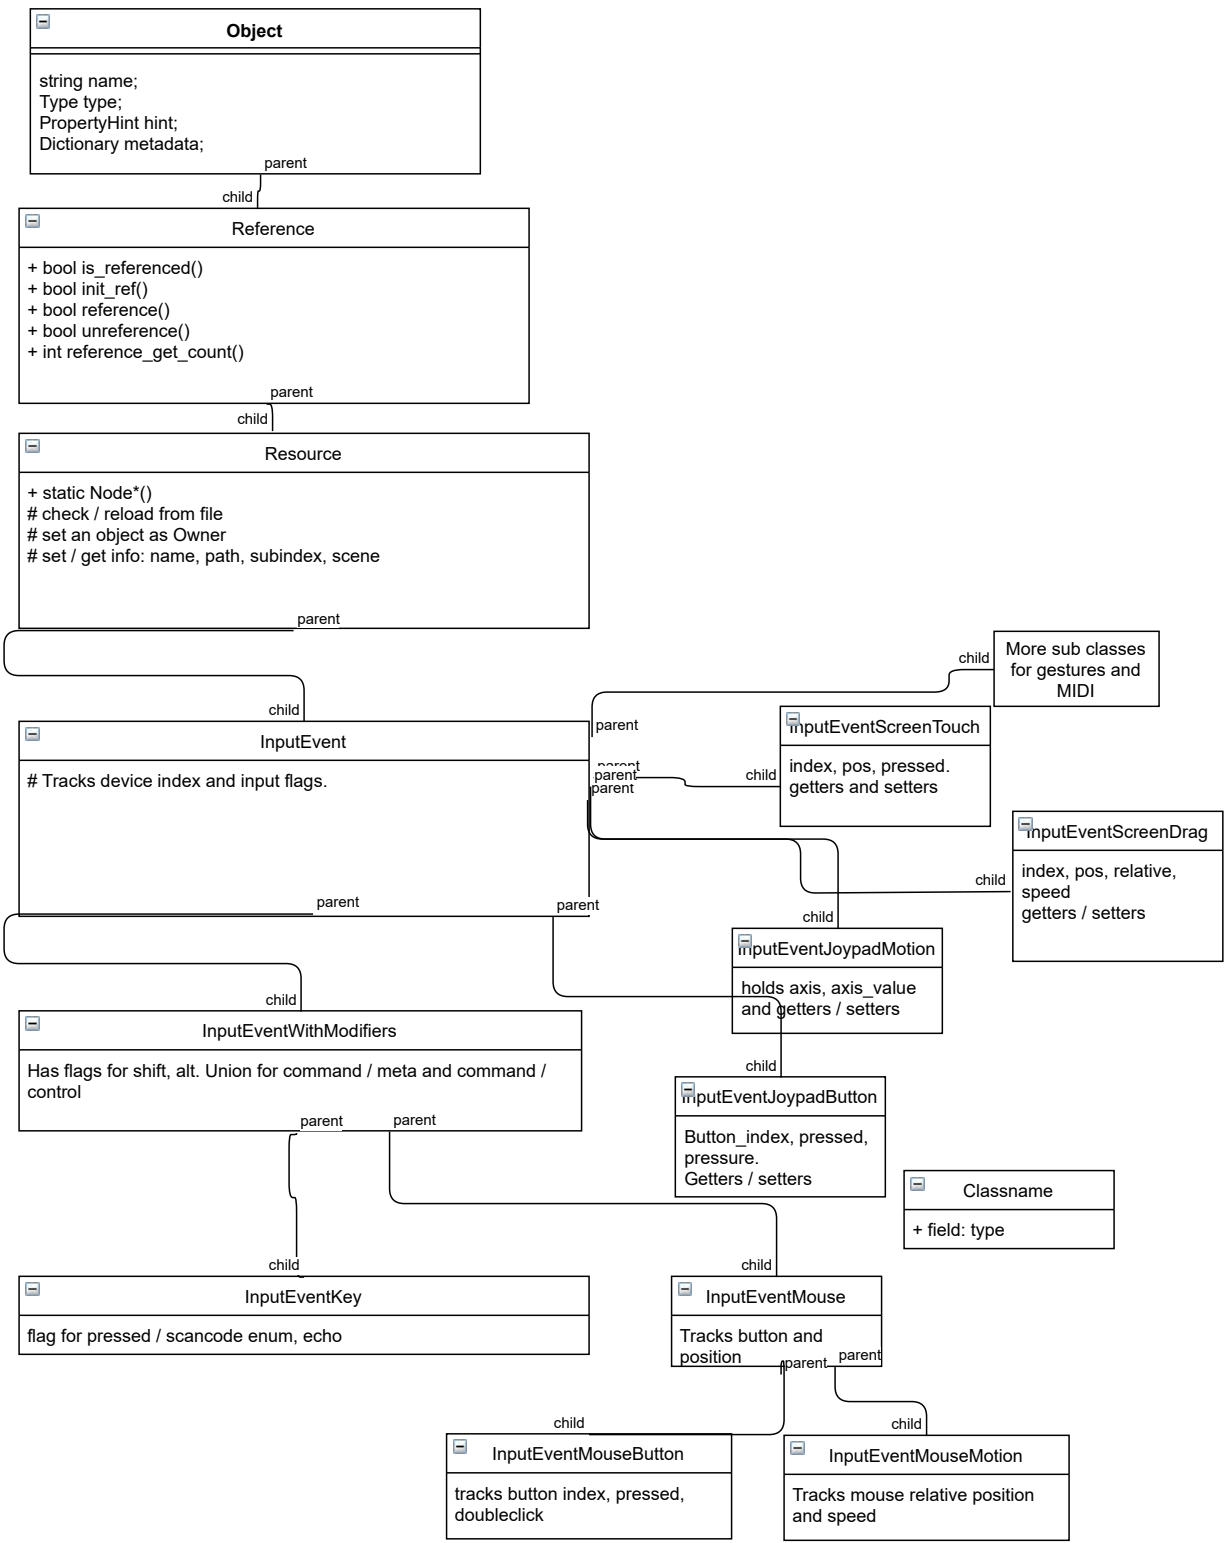 Object
string name;
Type type;
PropertyHint hint;
Dictionary metadata;
parent
child
Reference
+ bool is_referenced()
+ bool init_ref()
+ bool reference()
+ bool unreference()
+ int reference_get_count()
parent
child
Resource
+ static Node*()
# check / reload from file
# set an object as Owner
# set / get info: name, path, subindex, scene
parent
child
More sub classes
for gestures and
MIDI
child
parent
InputEvent
# Tracks device index and input flags.
parent
parent
parent
child
InputEventScreenTouch
index, pos, pressed.
getters and setters
child
InputEventScreenDrag
index, pos, relative,
speed
getters / setters
parent
parent
child
InputEventJoypadMotion
holds axis, axis_value
and getters / setters
child
InputEventWithModifiers
Has flags for shift, alt. Union for command / meta and command /
control
parent
parent
child
InputEventJoypadButton
Button_index, pressed,
pressure.
Getters / setters
Classname
+ field: type
child
InputEventKey
flag for pressed / scancode enum, echo
child
InputEventMouse
Tracks button and
position
parent
parent
child
InputEventMouseButton
tracks button index, pressed,
doubleclick
child
InputEventMouseMotion
Tracks mouse relative position
and speed